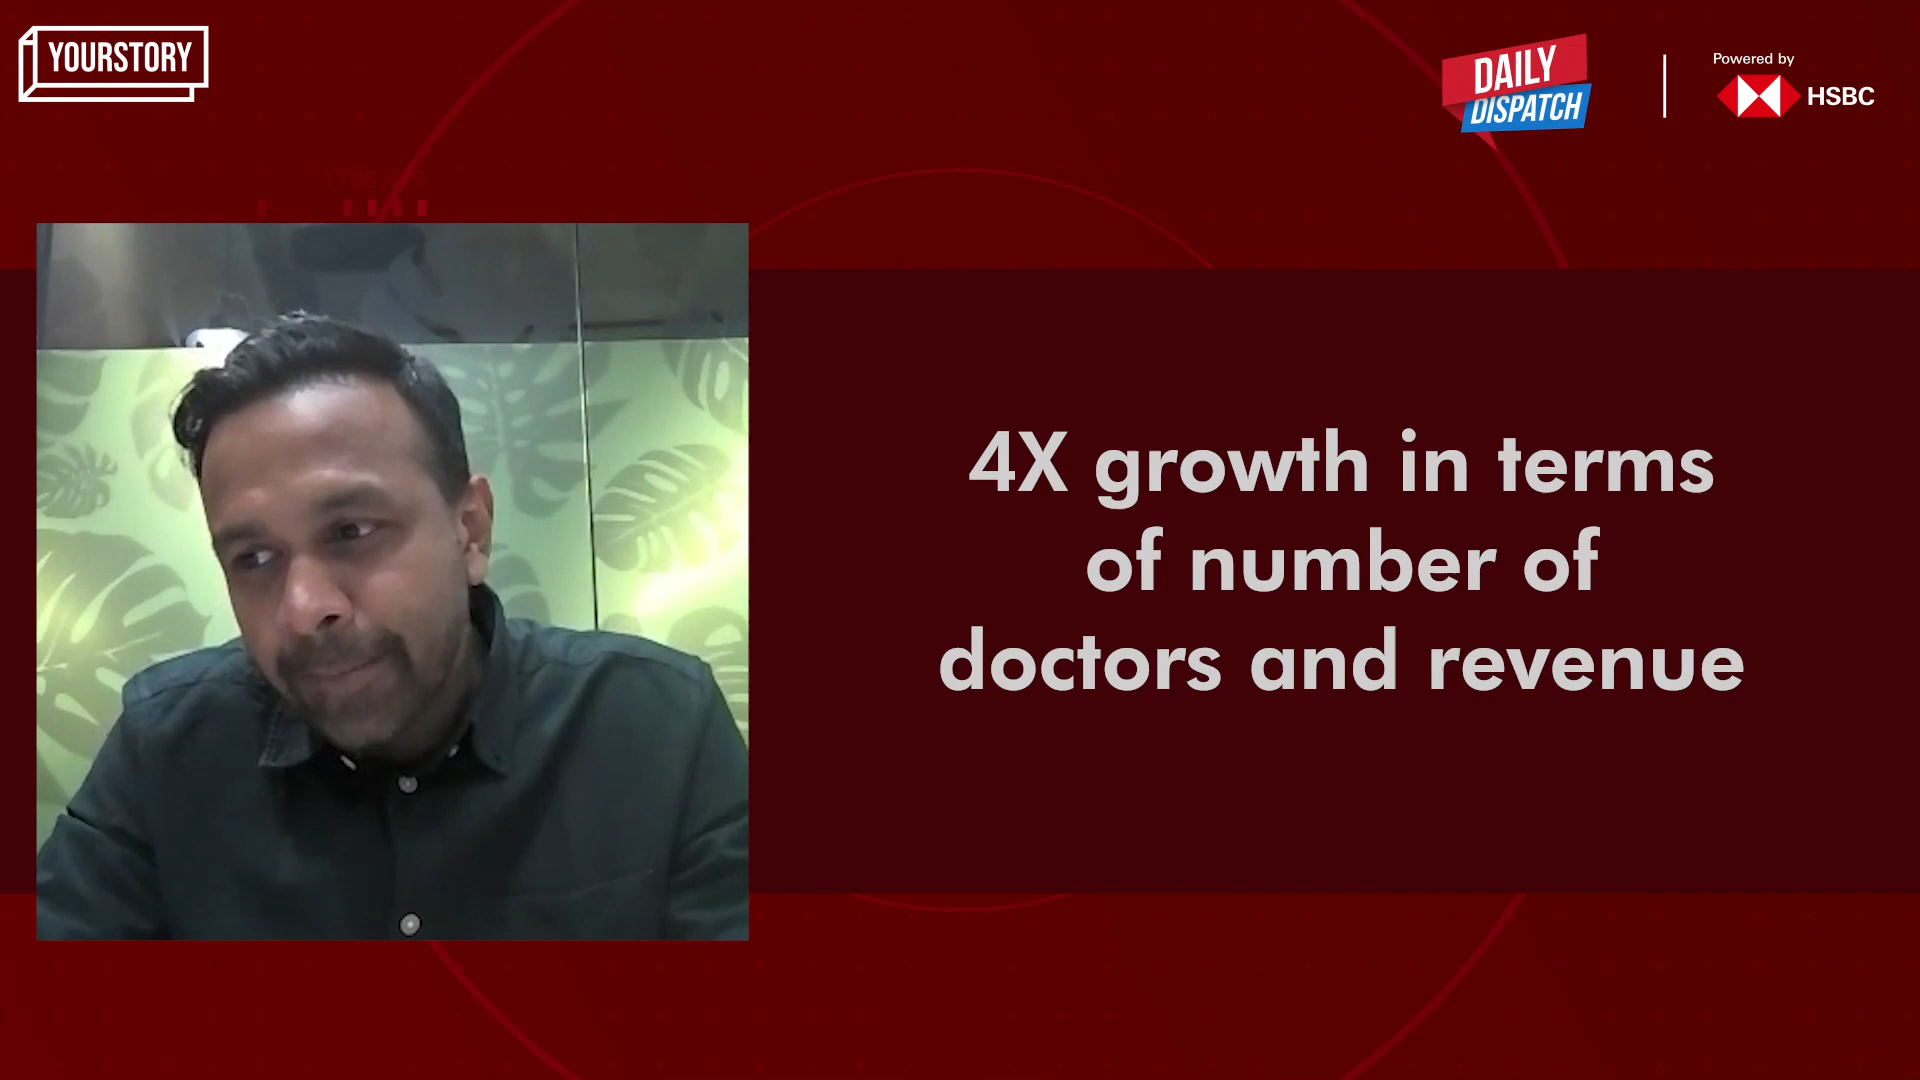 YOURSTORY
DAILY
DISPATCH
Powered by
HSBC
4X growth in terms
of number of
doctors and revenue